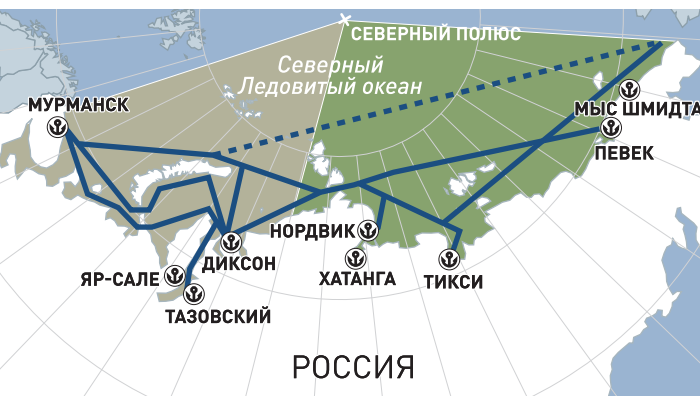 СЕВЕРНЫЙ ПОЛЮС
Северный
Ледовитый океан
МУРМАНСК
МЫС ШМИДТА
ПЕВЕК
НОРДВИК
ДИКСОН
ЯР-САЛЕ
ХАТАНГА
ТИКСИ
ТАЗОВСКИЙ
РОССИЯ